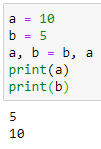 a = 10
b = 5
a, b = b, a
print(a)
print(b)
5
10